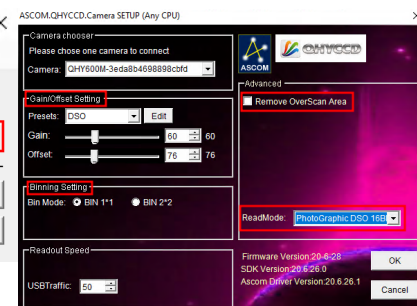 ASCOM.QHYCCD.Camera SETUP (Any CPU)
Camera chooser
Please chose one camera to connect
Camera: QHY600M-3eda8b4698898cbfd
Gain/Offset Setting
Presets: DSO Edit
Gain: 60 60
Offset: 76 76
Binning Setting
Bin Mode: BIN 1*1 BIN 2*2
Readout Speed
USBTraffic: 50
ASCOM
QHYCCD
Advanced
Remove OverScan Area
ReadMode: PhotoGraphic DSO 16B
Firmware Version:20-6-28
SDK Version:20.6.26.0
Ascom Driver Version:20.6.26.1
OK
Cancel